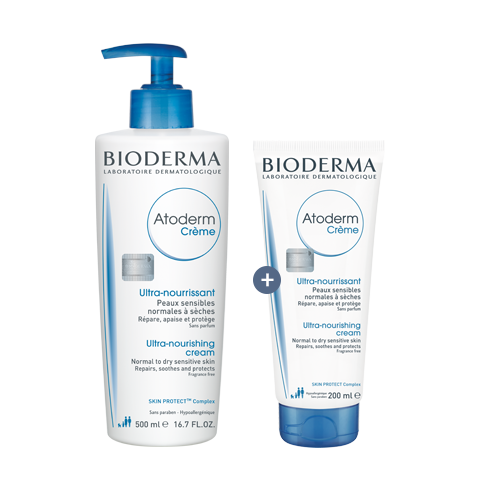 BIODERMA
LABORATOIRE DERMATOLOGIQUE
Atoderm
Crème
Ultra-nourrissant
Peaux sensibles
normales à sèches
Répare, apaise et protège
Sans parfum
Ultra-nourishing
cream
Normal to dry sensitive skin
Repairs, soothes and protects
Fragrance free
SKIN PROTECT™ Complex
Sans paraben - Hypoallergénique
500 ml e 16.7 FL.OZ.
+
BIODERMA
LABORATOIRE DERMATOLOGIQUE
Atoderm
Crème
Ultra-nourrissant
Peaux sensibles
normales à sèches
Répare, apaise et protège
Sans parfum
Ultra-nourishing
cream
Normal to dry sensitive skin
Repairs, soothes and protects
Fragrance free
SKIN PROTECT Complex
Hypoallergénique
Sans paraben
200 ml e